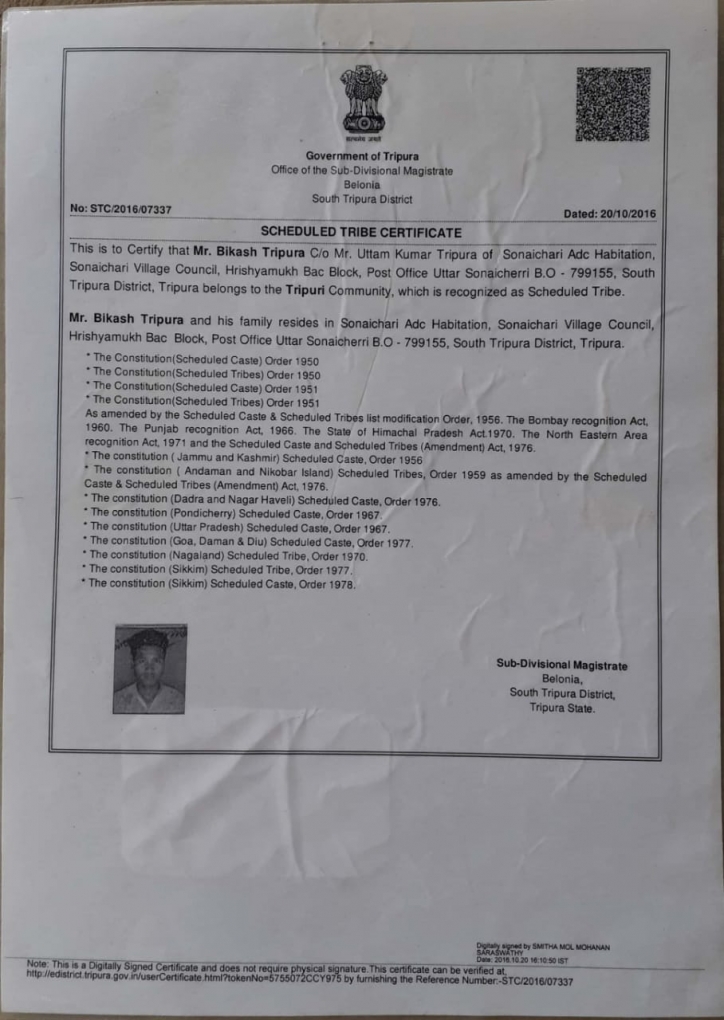 सत्यमेव जयते
Government of Tripura
Office of the Sub-Divisional Magistrate
Belonia
South Tripura District
No: STC/2016/07337
Dated: 20/10/2016
SCHEDULED TRIBE CERTIFICATE
This is to Certify that Mr. Bikash Tripura C/o Mr. Uttam Kumar Tripura of Sonaichari Adc Habitation,
Sonaichari Village Council, Hrishyamukh Bac Block, Post Office Uttar Sonaicherri B.O - 799155, South
Tripura District, Tripura belongs to the Tripuri Community, which is recognized as Scheduled Tribe.
Mr. Bikash Tripura and his family resides in Sonaichari Adc Habitation, Sonaichari Village Council,
Hrishyamukh Bac Block, Post Office Uttar Sonaicherri B.O - 799155, South Tripura District, Tripura.
* The Constitution(Scheduled Caste) Order 1950
* The Constitution(Scheduled Tribes) Order 1950
* The Constitution(Scheduled Caste) Order 1951
* The Constitution(Scheduled Tribes) Order 1951
As amended by the Scheduled Caste & Scheduled Tribes list modification Order, 1956. The Bombay recognition Act,
1960. The Punjab recognition Act, 1966. The State of Himachal Pradesh Act.1970. The North Eastern Area
recognition Act, 1971 and the Scheduled Caste and Scheduled Tribes (Amendment) Act, 1976.
* The constitution ( Jammu and Kashmir) Scheduled Caste, Order 1956
* The constitution ( Andaman and Nikobar Island) Scheduled Tribes, Order 1959 as amended by the Scheduled
Caste & Scheduled Tribes (Amendment) Act, 1976.
* The constitution (Dadra and Nagar Haveli) Scheduled Caste, Order 1976.
* The constitution (Pondicherry) Scheduled Caste, Order 1967.
* The constitution (Uttar Pradesh) Scheduled Caste, Order 1967.
* The constitution (Goa, Daman & Diu) Scheduled Caste, Order 1977.
* The constitution (Nagaland) Scheduled Tribe, Order 1970.
* The constitution (Sikkim) Scheduled Tribe, Order 1977.
* The constitution (Sikkim) Scheduled Caste, Order 1978.
Sub-Divisional Magistrate
Belonia,
South Tripura District,
Tripura State.
Digitally signed by SMITHA MOL MOHANAN
SARASWATHY
Date: 2016.10.20 16:10:50 IST
Note: This is a Digitally Signed Certificate and does not require physical signature.This certificate can be verified at
http://edistrict.tripura.gov.in/userCertificate.html?tokenNo=5755072CCY975 by furnishing the Reference Number:-STC/2016/07337